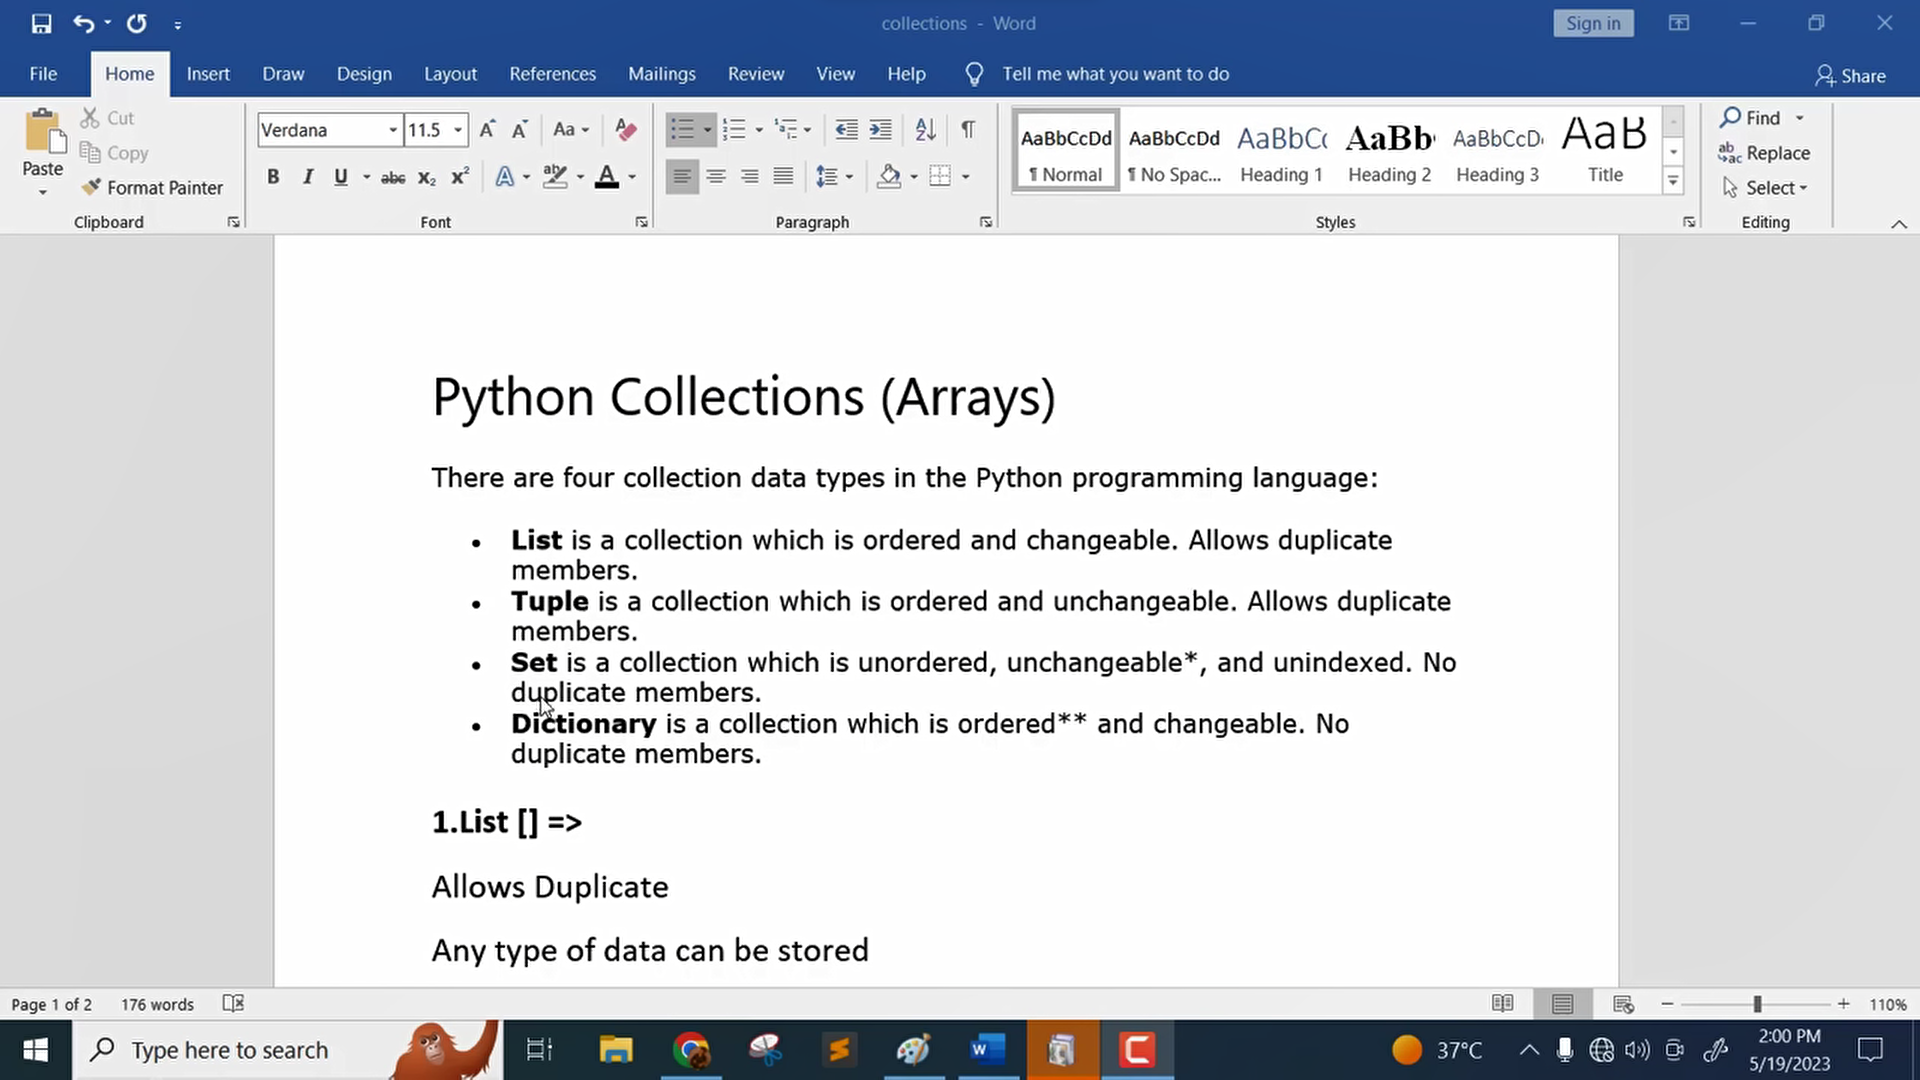 collections - Word
Sign in
File Home Insert Draw Design Layout References Mailings Review View Help Tell me what you want to do
Share
Paste
Cut
Copy
Format Painter
Clipboard
Verdana 11.5
Font
Paragraph
AaBbCcDd AaBbCcDd AaBbC AaBb AaBbCcD AaB
¶ Normal ¶ No Spac... Heading 1 Heading 2 Heading 3 Title
Styles
Find
Replace
Select
Editing
Python Collections (Arrays)
There are four collection data types in the Python programming language:
• List is a collection which is ordered and changeable. Allows duplicate
members.
• Tuple is a collection which is ordered and unchangeable. Allows duplicate
members.
• Set is a collection which is unordered, unchangeable*, and unindexed. No
duplicate members.
• Dictionary is a collection which is ordered** and changeable. No
duplicate members.
1.List [] =>
Allows Duplicate
Any type of data can be stored
Page 1 of 2 176 words
110%
Type here to search
37°C
2:00 PM
5/19/2023